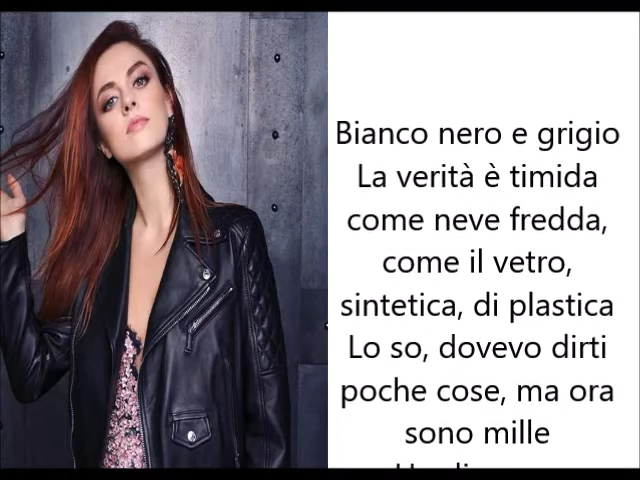 Bianco nero e grigio
La verità è timida
come neve fredda,
come il vetro,
sintetica, di plastica
Lo so, dovevo dirti
poche cose, ma ora
sono mille